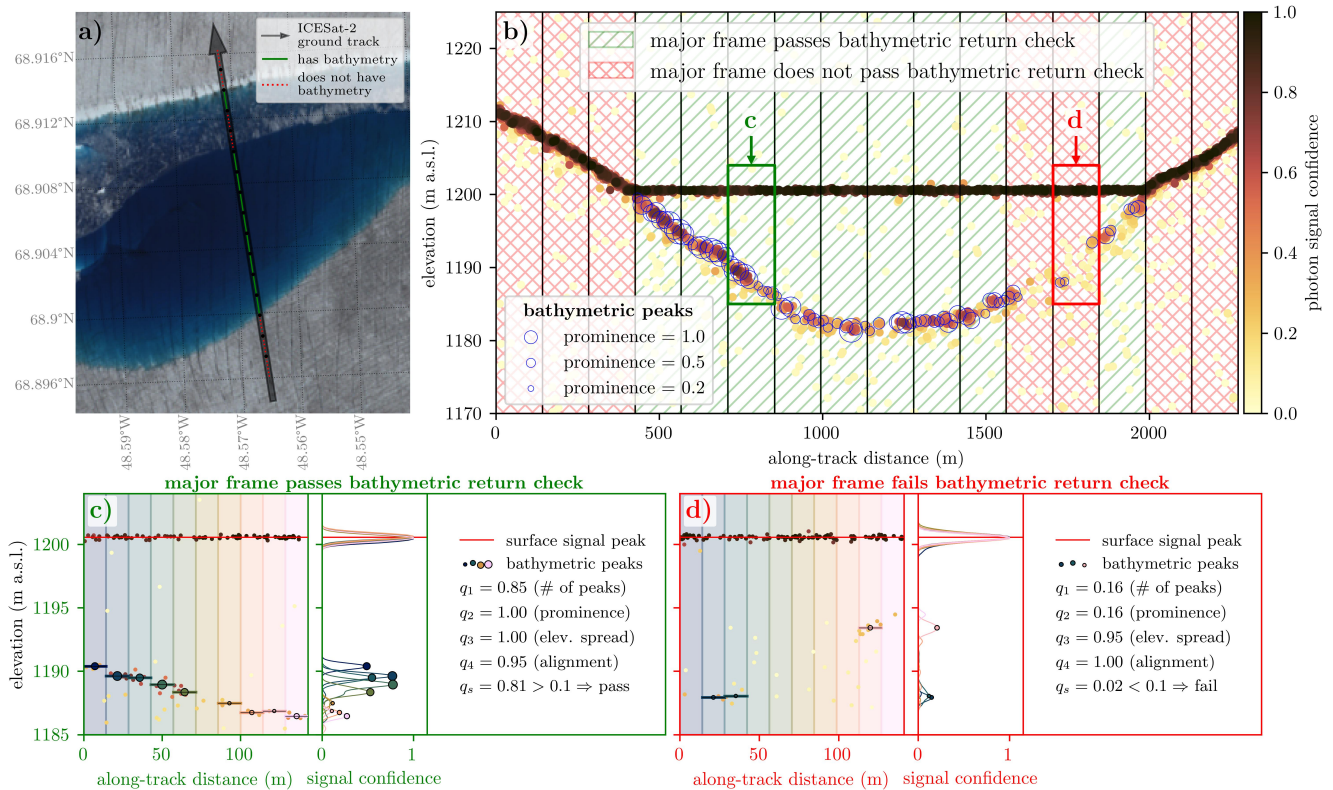 a)
ICESat-2
ground track
has bathymetry
does not have
bathymetry
68.916°N
68.912°N
68.908°N
68.904°N
68.9°N
68.896°N
48.59°W
48.58°W
48.57°W
48.56°W
48.55°W
b)
major frame passes bathymetric return check
major frame does not pass bathymetric return check
c
d
elevation (m a.s.l.)
1220
1210
1200
1190
1180
1170
bathymetric peaks
prominence = 1.0
prominence = 0.5
prominence = 0.2
0
500
1000
1500
2000
along-track distance (m)
1.0
0.8
0.6
0.4
0.2
0.0
photon signal confidence
major frame passes bathymetric return check
c)
elevation (m a.s.l.)
1200
1195
1190
1185
0
50
100
along-track distance (m)
0
1
signal confidence
surface signal peak
bathymetric peaks
q1 = 0.85 (# of peaks)
q2 = 1.00 (prominence)
q3 = 1.00 (elev. spread)
q4 = 0.95 (alignment)
qs = 0.81 > 0.1 ⇒ pass
major frame fails bathymetric return check
d)
0
50
100
along-track distance (m)
0
1
signal confidence
surface signal peak
bathymetric peaks
q1 = 0.16 (# of peaks)
q2 = 0.16 (prominence)
q3 = 0.95 (elev. spread)
q4 = 1.00 (alignment)
qs = 0.02 < 0.1 ⇒ fail